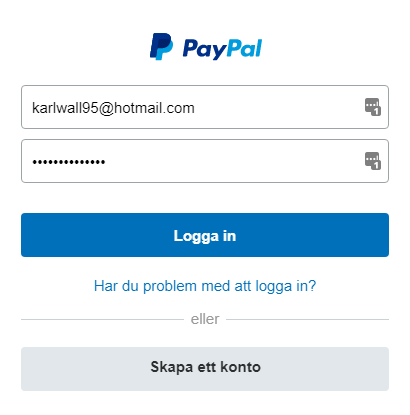 PayPal
karlwall95@hotmail.com
••••••••••••••
Logga in
Har du problem med att logga in?
eller
Skapa ett konto